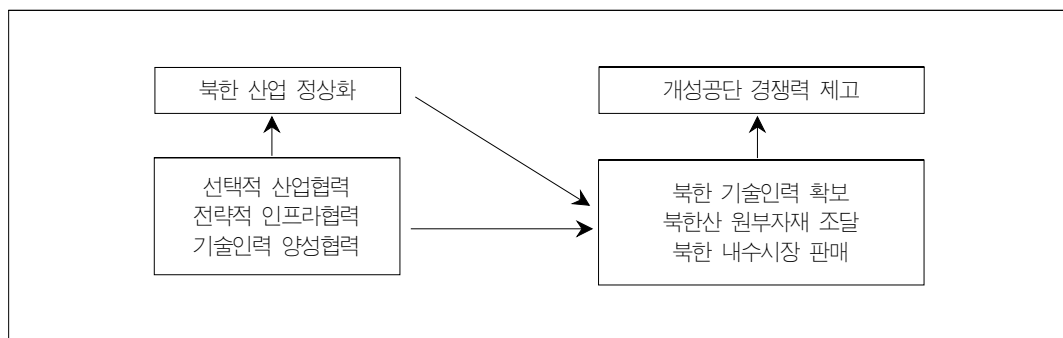 북한 산업 정상화
개성공단 경쟁력 제고
선택적 산업협력
전략적 인프라협력
기술인력 양성협력
북한 기술인력 확보
북한산 원부자재 조달
북한 내수시장 판매